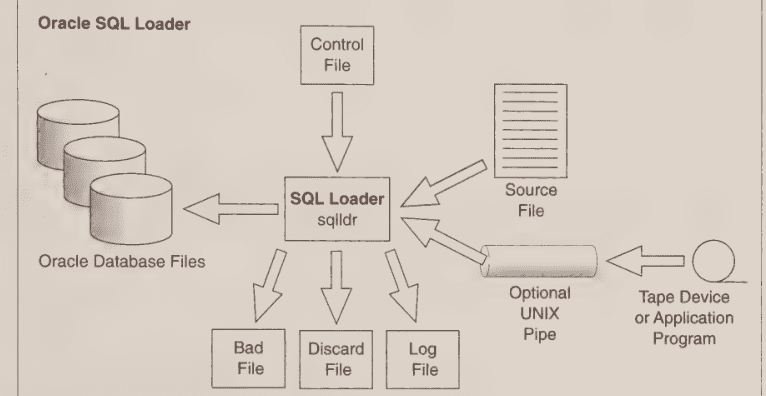 Oracle SQL Loader
Control
File
Source
File
SQL Loader
sqlldr
Oracle Database Files
Optional
UNIX
Pipe
Tape Device
or Application
Program
Bad
File
Discard
File
Log
File